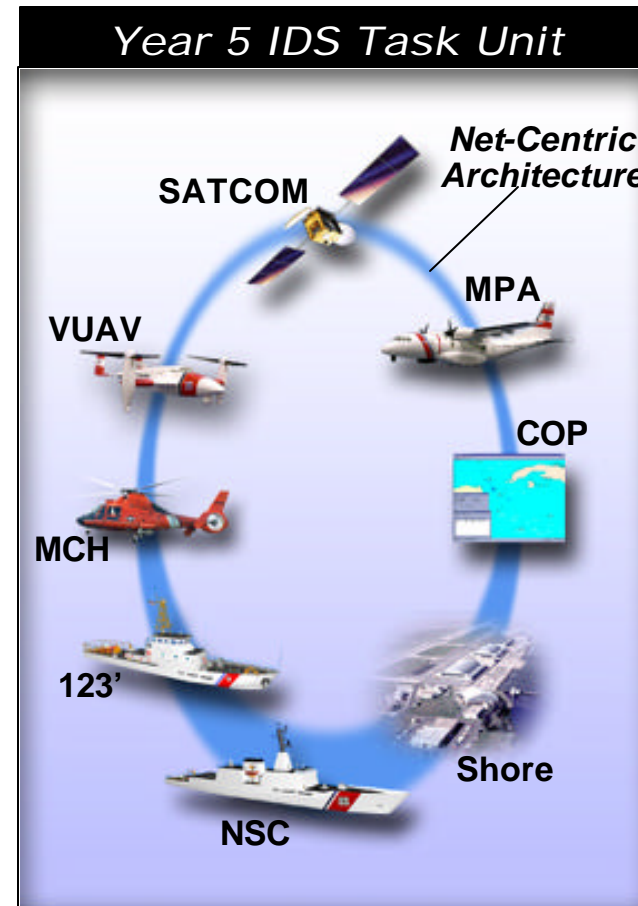 Year 5 IDS Task Unit
Net-Centric
Architecture
SATCOM
MPA
VUAV
COP
MCH
123’
Shore
NSC